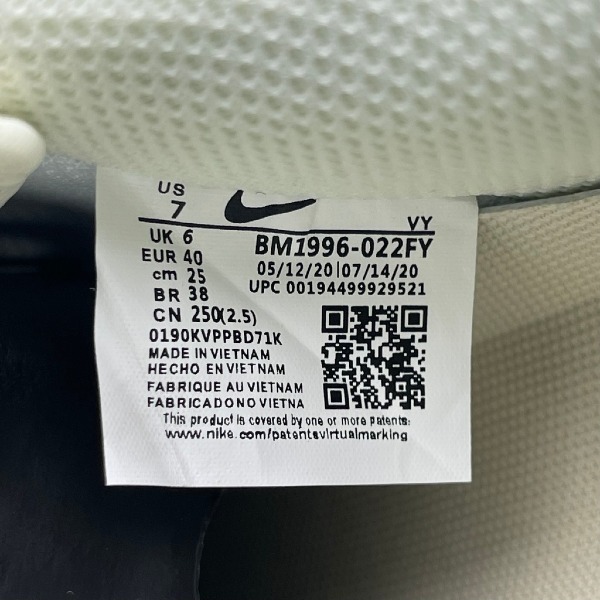 US
7
VY
UK 6
BM1996-022FY
EUR 40
05/12/20|07/14/20
cm 25
UPC 00194499929521
BR 38
CN 250(2.5)
0190KVPPBD71K
MADE IN VIETNAM
HECHO EN VIETNAM
FABRIQUE AU VIETNAM
FABRICADONO VIETNA
This product is covered by one or more patents:
www.nike.com/patentsvirtualmarking